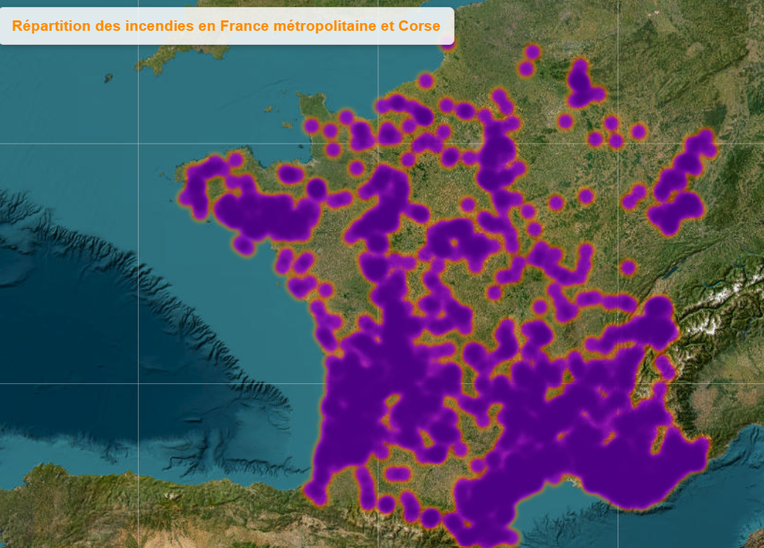 Répartition des incendies en France métropolitaine et Corse